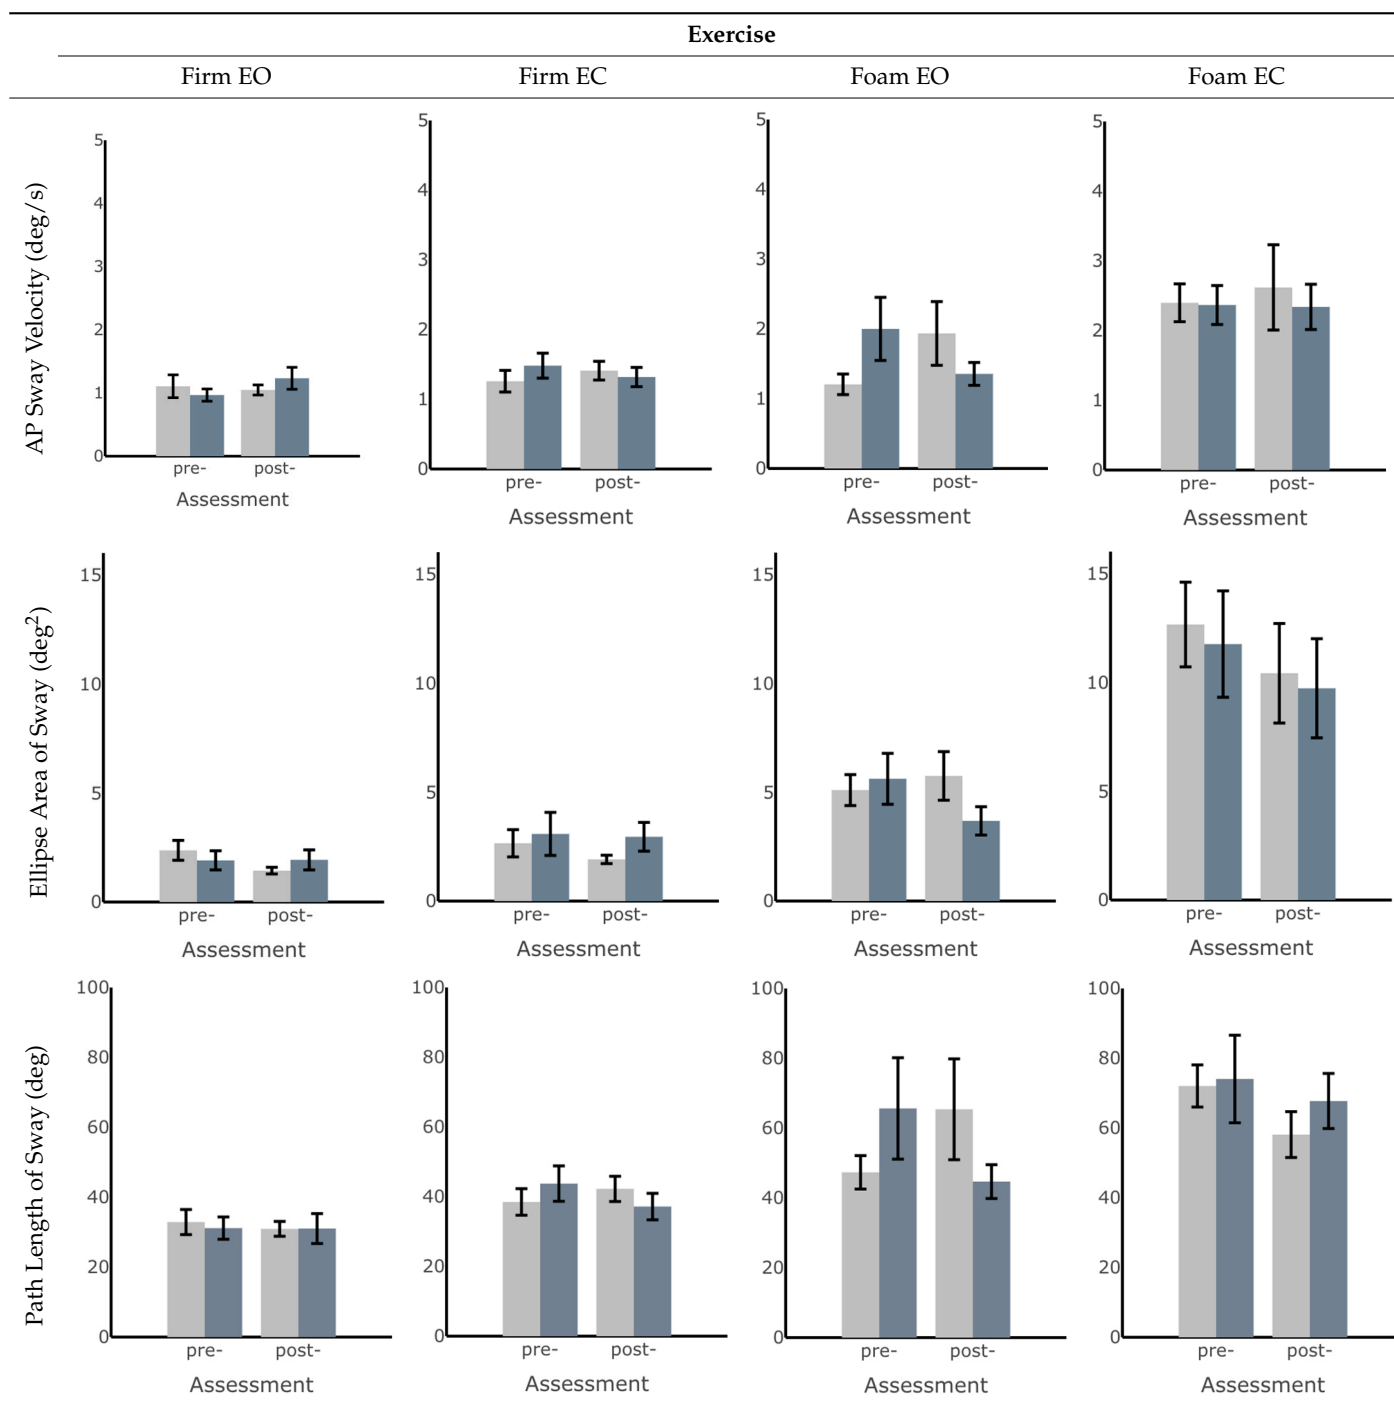 Exercise
Firm EO Firm EC Foam EO Foam EC
AP Sway Velocity (deg/s)
5
4
3
2
1
0
pre- post-
Assessment
5
4
3
2
1
0
pre- post-
Assessment
5
4
3
2
1
0
pre- post-
Assessment
5
4
3
2
1
0
pre- post-
Assessment
Ellipse Area of Sway (deg²)
15
10
5
0
pre- post-
Assessment
15
10
5
0
pre- post-
Assessment
15
10
5
0
pre- post-
Assessment
15
10
5
0
pre- post-
Assessment
Path Length of Sway (deg)
100
80
60
40
20
0
pre- post-
Assessment
100
80
60
40
20
0
pre- post-
Assessment
100
80
60
40
20
0
pre- post-
Assessment
100
80
60
40
20
0
pre- post-
Assessment